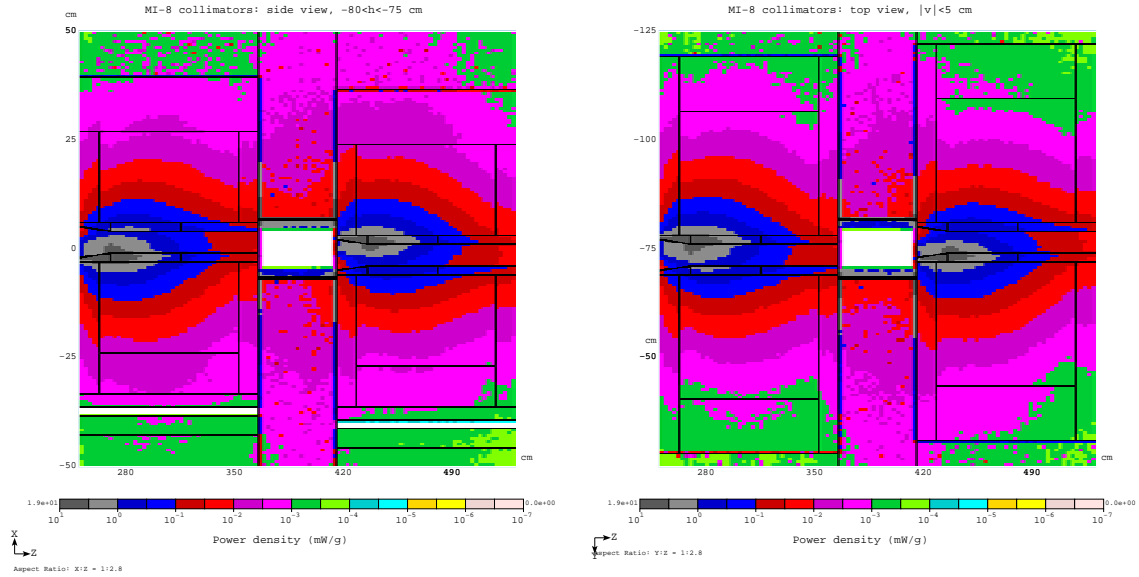 MI-8 collimators: side view, -80<h<-75 cm
cm
50
25
0
-25
-50
280
350
420
490
cm
1.9e+01
0.0e+00
10^1
10^0
10^-1
10^-2
10^-3
10^-4
10^-5
10^-6
10^-7
Power density (mW/g)
X
Z
Aspect Ratio: X:Z = 1:2.8
MI-8 collimators: top view, |v|<5 cm
-125
-100
-75
cm
-50
280
350
420
490
cm
1.9e+01
0.0e+00
10^1
10^0
10^-1
10^-2
10^-3
10^-4
10^-5
10^-6
10^-7
Power density (mW/g)
Z
Aspect Ratio: Y:Z = 1:2.8